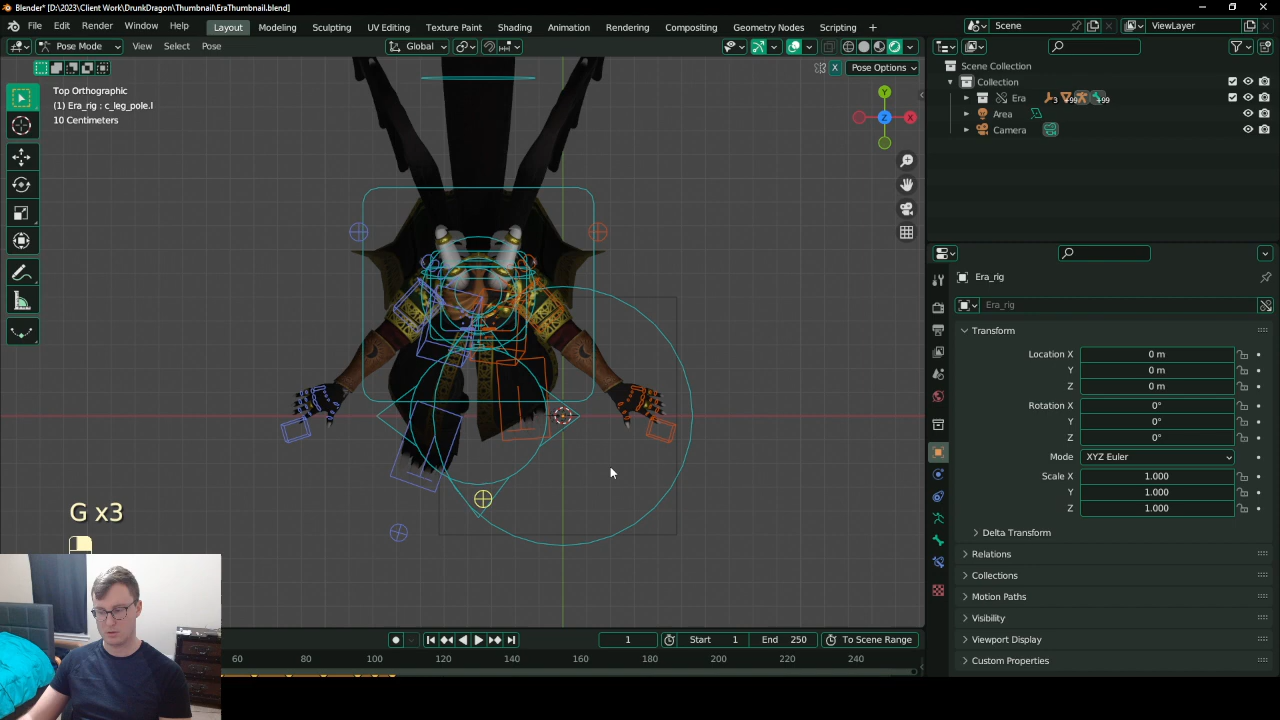 Blender* [D:\2023\Client Work\DrunkDragon\Thumbnail\EraThumbnail.blend]
File Edit Render Window Help Layout Modeling Sculpting UV Editing Texture Paint Shading Animation Rendering Compositing Geometry Nodes Scripting + Scene ViewLayer
Pose Mode View Select Pose Global
X Pose Options
Top Orthographic
(1) Era_rig : c_leg_pole.l
10 Centimeters
Y
Z X
G x3
Scene Collection
Collection
Era 3 +99 +99
Area
Camera
Era_rig
Era_rig
Transform
Location X 0 m
Y 0 m
Z 0 m
Rotation X 0°
Y 0°
Z 0°
Mode XYZ Euler
Scale X 1.000
Y 1.000
Z 1.000
Delta Transform
Relations
Collections
Motion Paths
Visibility
Viewport Display
Custom Properties
1 Start 1 End 250 To Scene Range
60 80 100 120 140 160 180 200 220 240